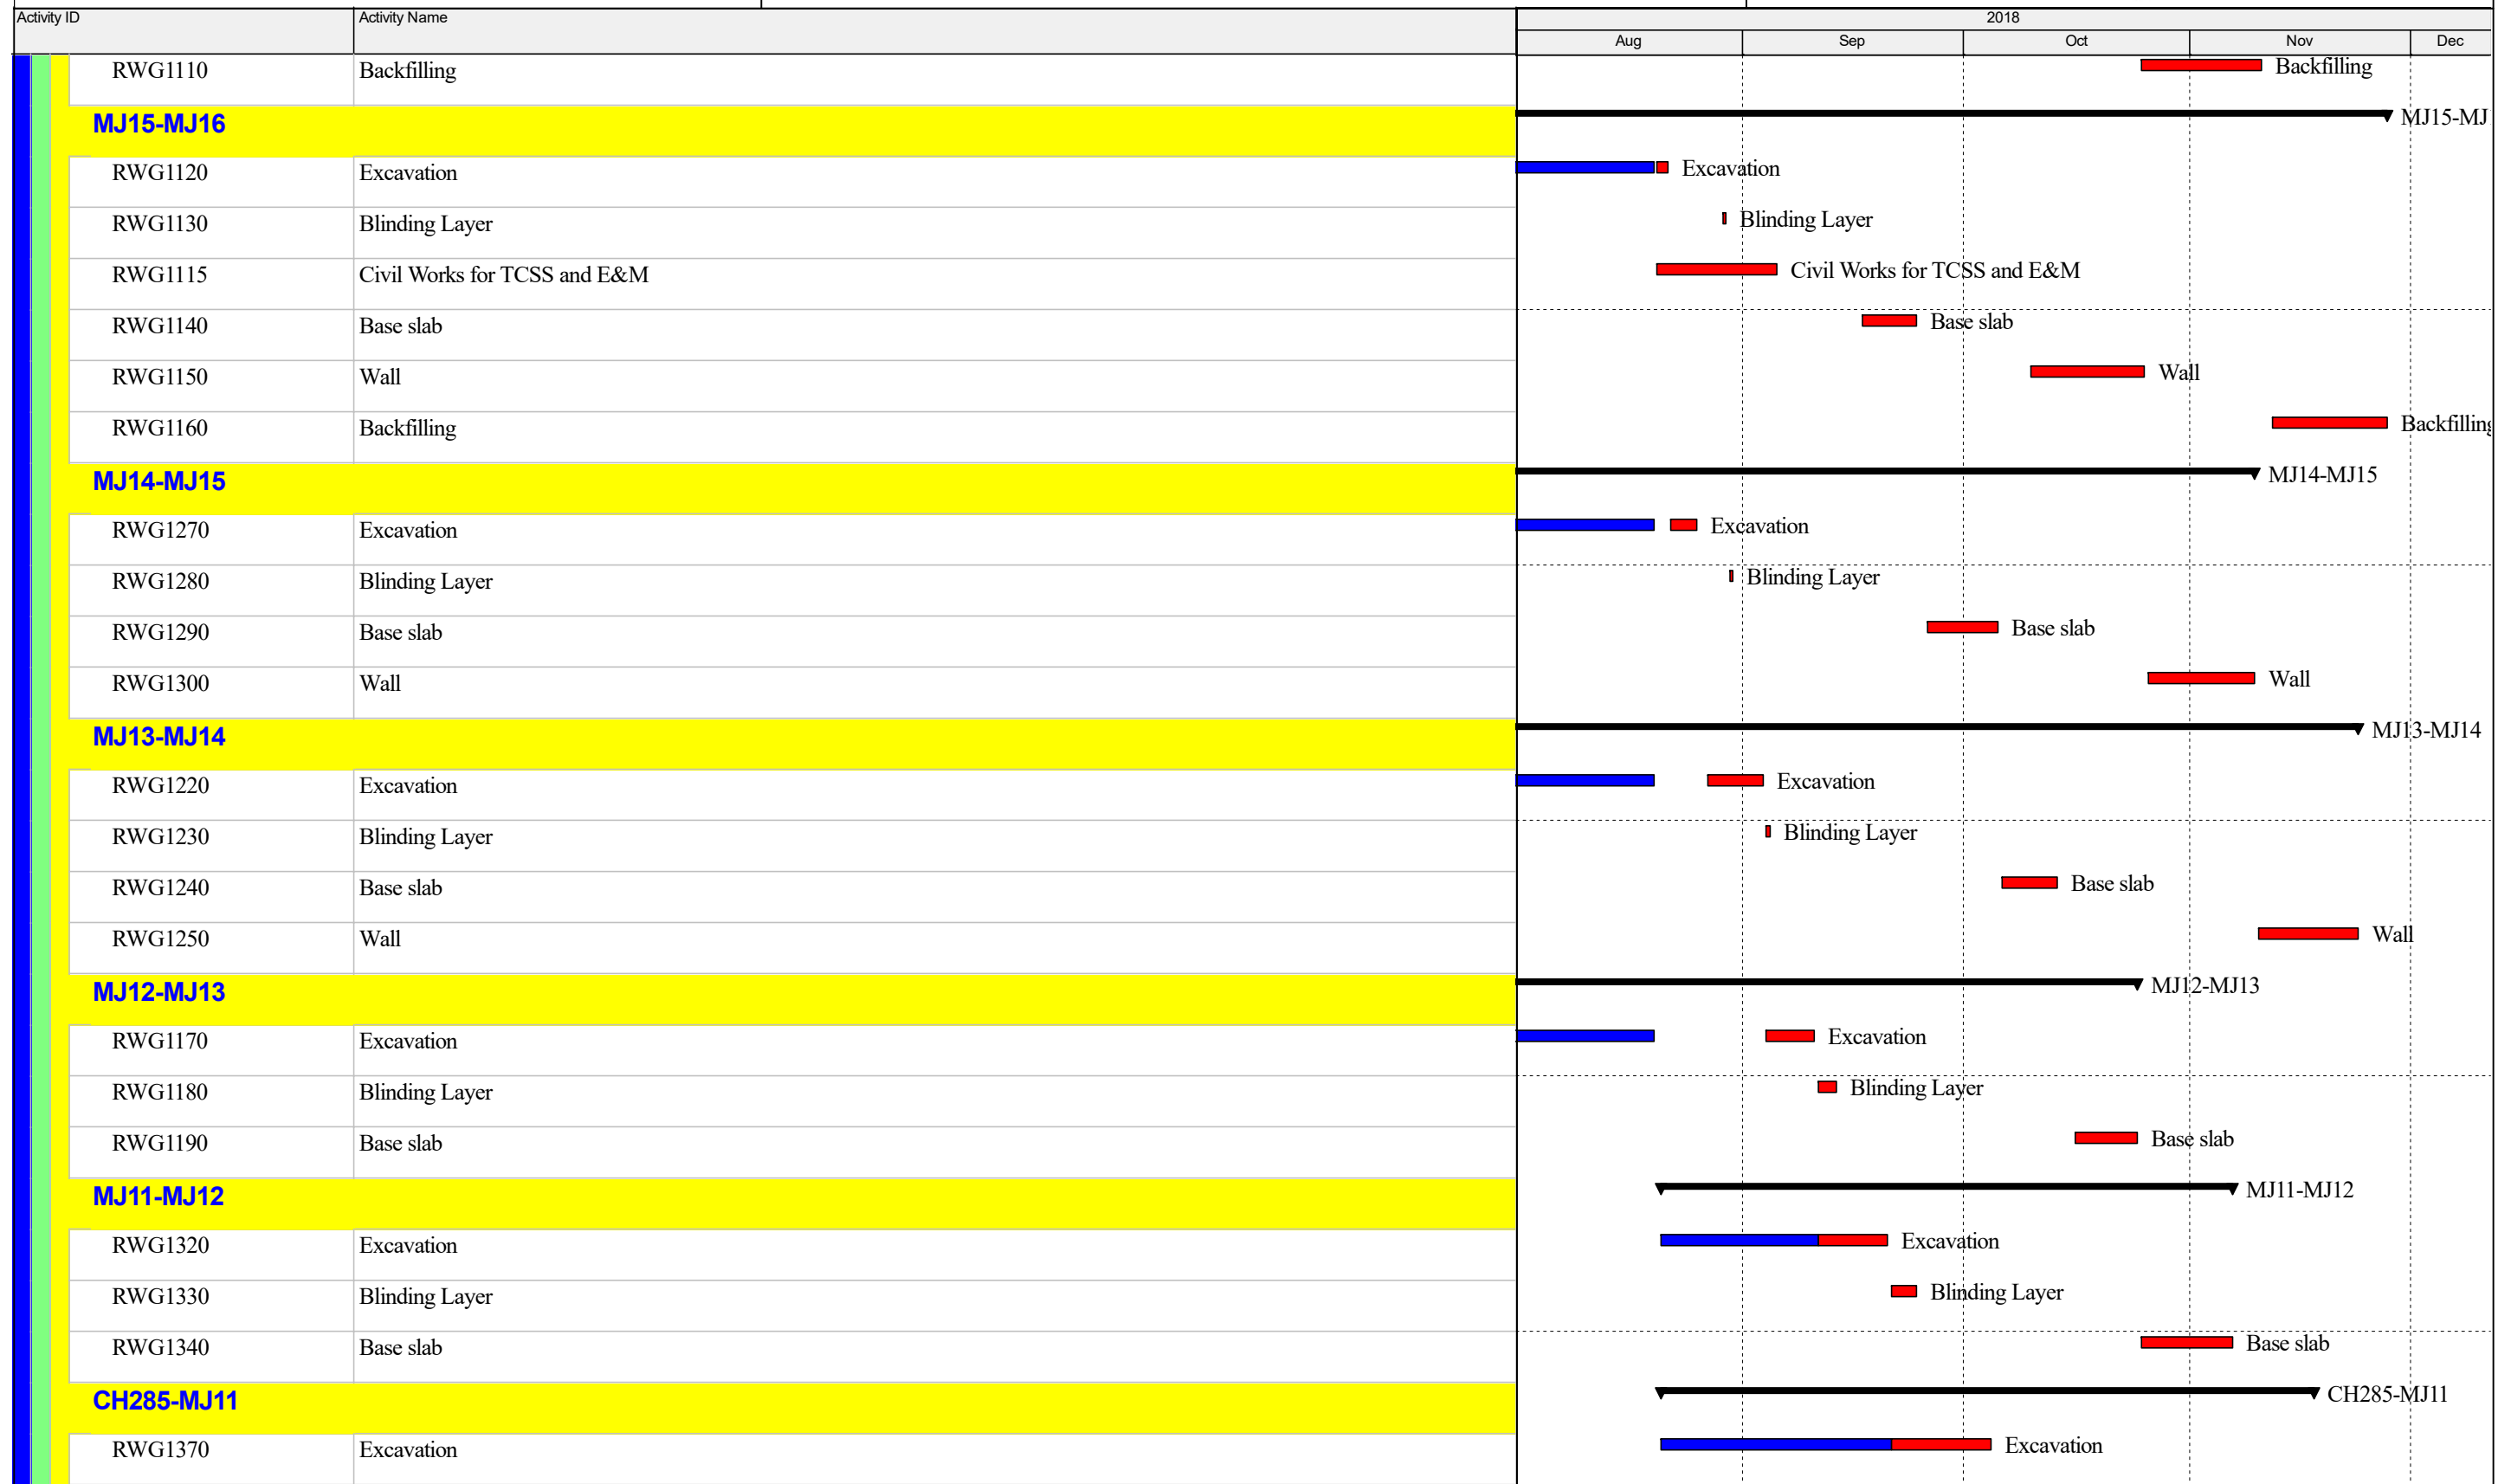 Activity ID Activity Name 2018
Aug Sep Oct Nov Dec
RWG1110 Backfilling Backfilling
MJ15-MJ16 MJ15-MJ
RWG1120 Excavation Excavation
RWG1130 Blinding Layer Blinding Layer
RWG1115 Civil Works for TCSS and E&M Civil Works for TCSS and E&M
RWG1140 Base slab Base slab
RWG1150 Wall Wall
RWG1160 Backfilling Backfilling
MJ14-MJ15 MJ14-MJ15
RWG1270 Excavation Excavation
RWG1280 Blinding Layer Blinding Layer
RWG1290 Base slab Base slab
RWG1300 Wall Wall
MJ13-MJ14 MJ13-MJ14
RWG1220 Excavation Excavation
RWG1230 Blinding Layer Blinding Layer
RWG1240 Base slab Base slab
RWG1250 Wall Wall
MJ12-MJ13 MJ12-MJ13
RWG1170 Excavation Excavation
RWG1180 Blinding Layer Blinding Layer
RWG1190 Base slab Base slab
MJ11-MJ12 MJ11-MJ12
RWG1320 Excavation Excavation
RWG1330 Blinding Layer Blinding Layer
RWG1340 Base slab Base slab
CH285-MJ11 CH285-MJ11
RWG1370 Excavation Excavation